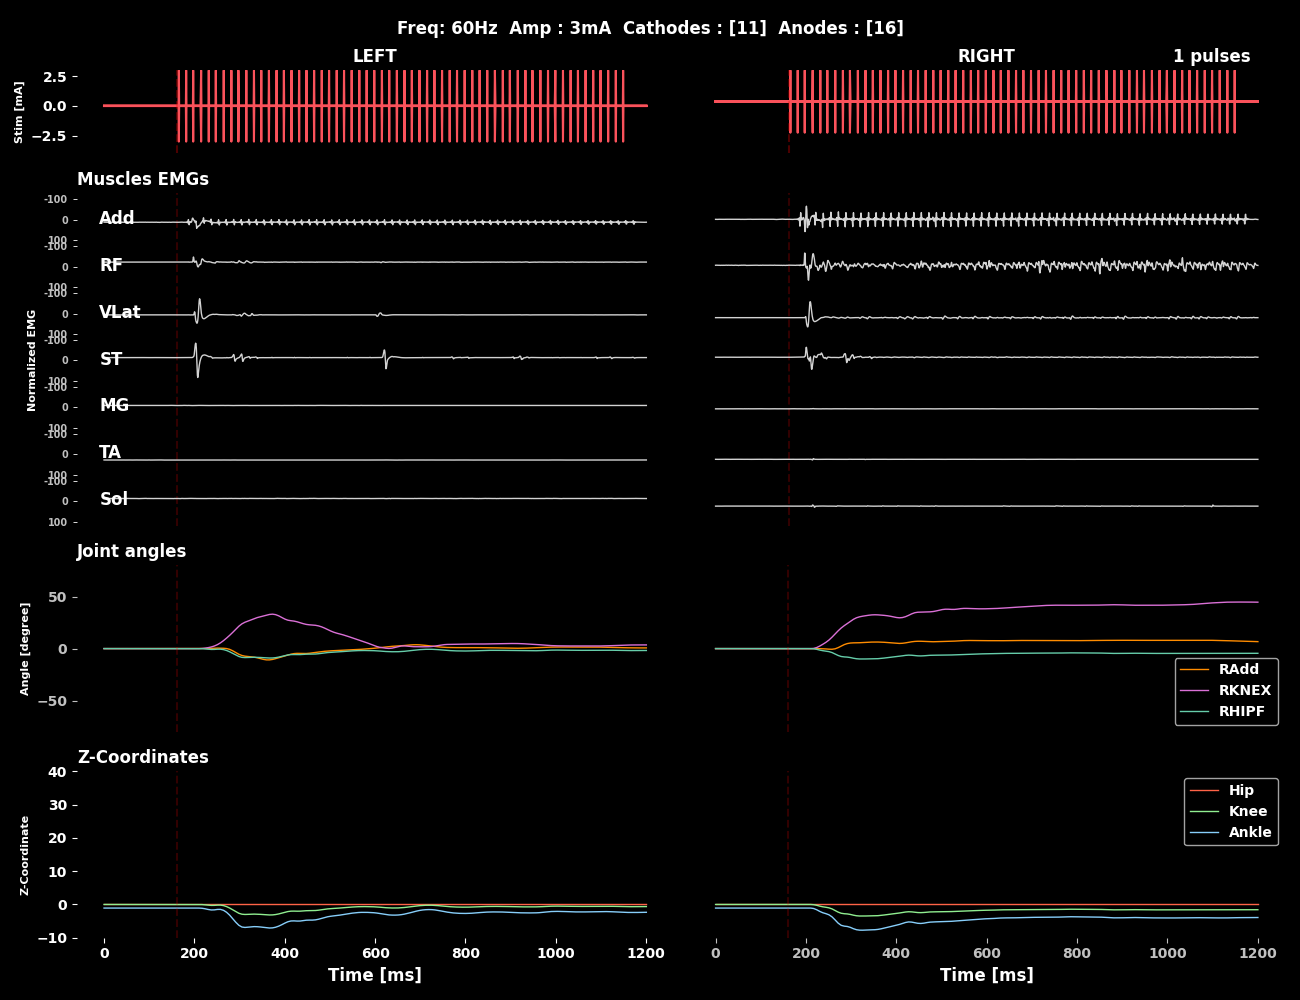 Freq: 60Hz  Amp : 3mA  Cathodes : [11]  Anodes : [16]
LEFT
RIGHT
1 pulses
Stim [mA]
2.5
0.0
−2.5
Muscles EMGs
Normalized EMG
-100
0
100
Add
-100
0
100
RF
-100
0
100
VLat
-100
0
100
ST
-100
0
100
MG
-100
0
100
TA
-100
0
100
Sol
Joint angles
Angle [degree]
50
0
−50
RAdd
RKNEX
RHIPF
Z-Coordinates
Z-Coordinate
40
30
20
10
0
−10
Hip
Knee
Ankle
0 200 400 600 800 1000 1200
0 200 400 600 800 1000 1200
Time [ms]
Time [ms]